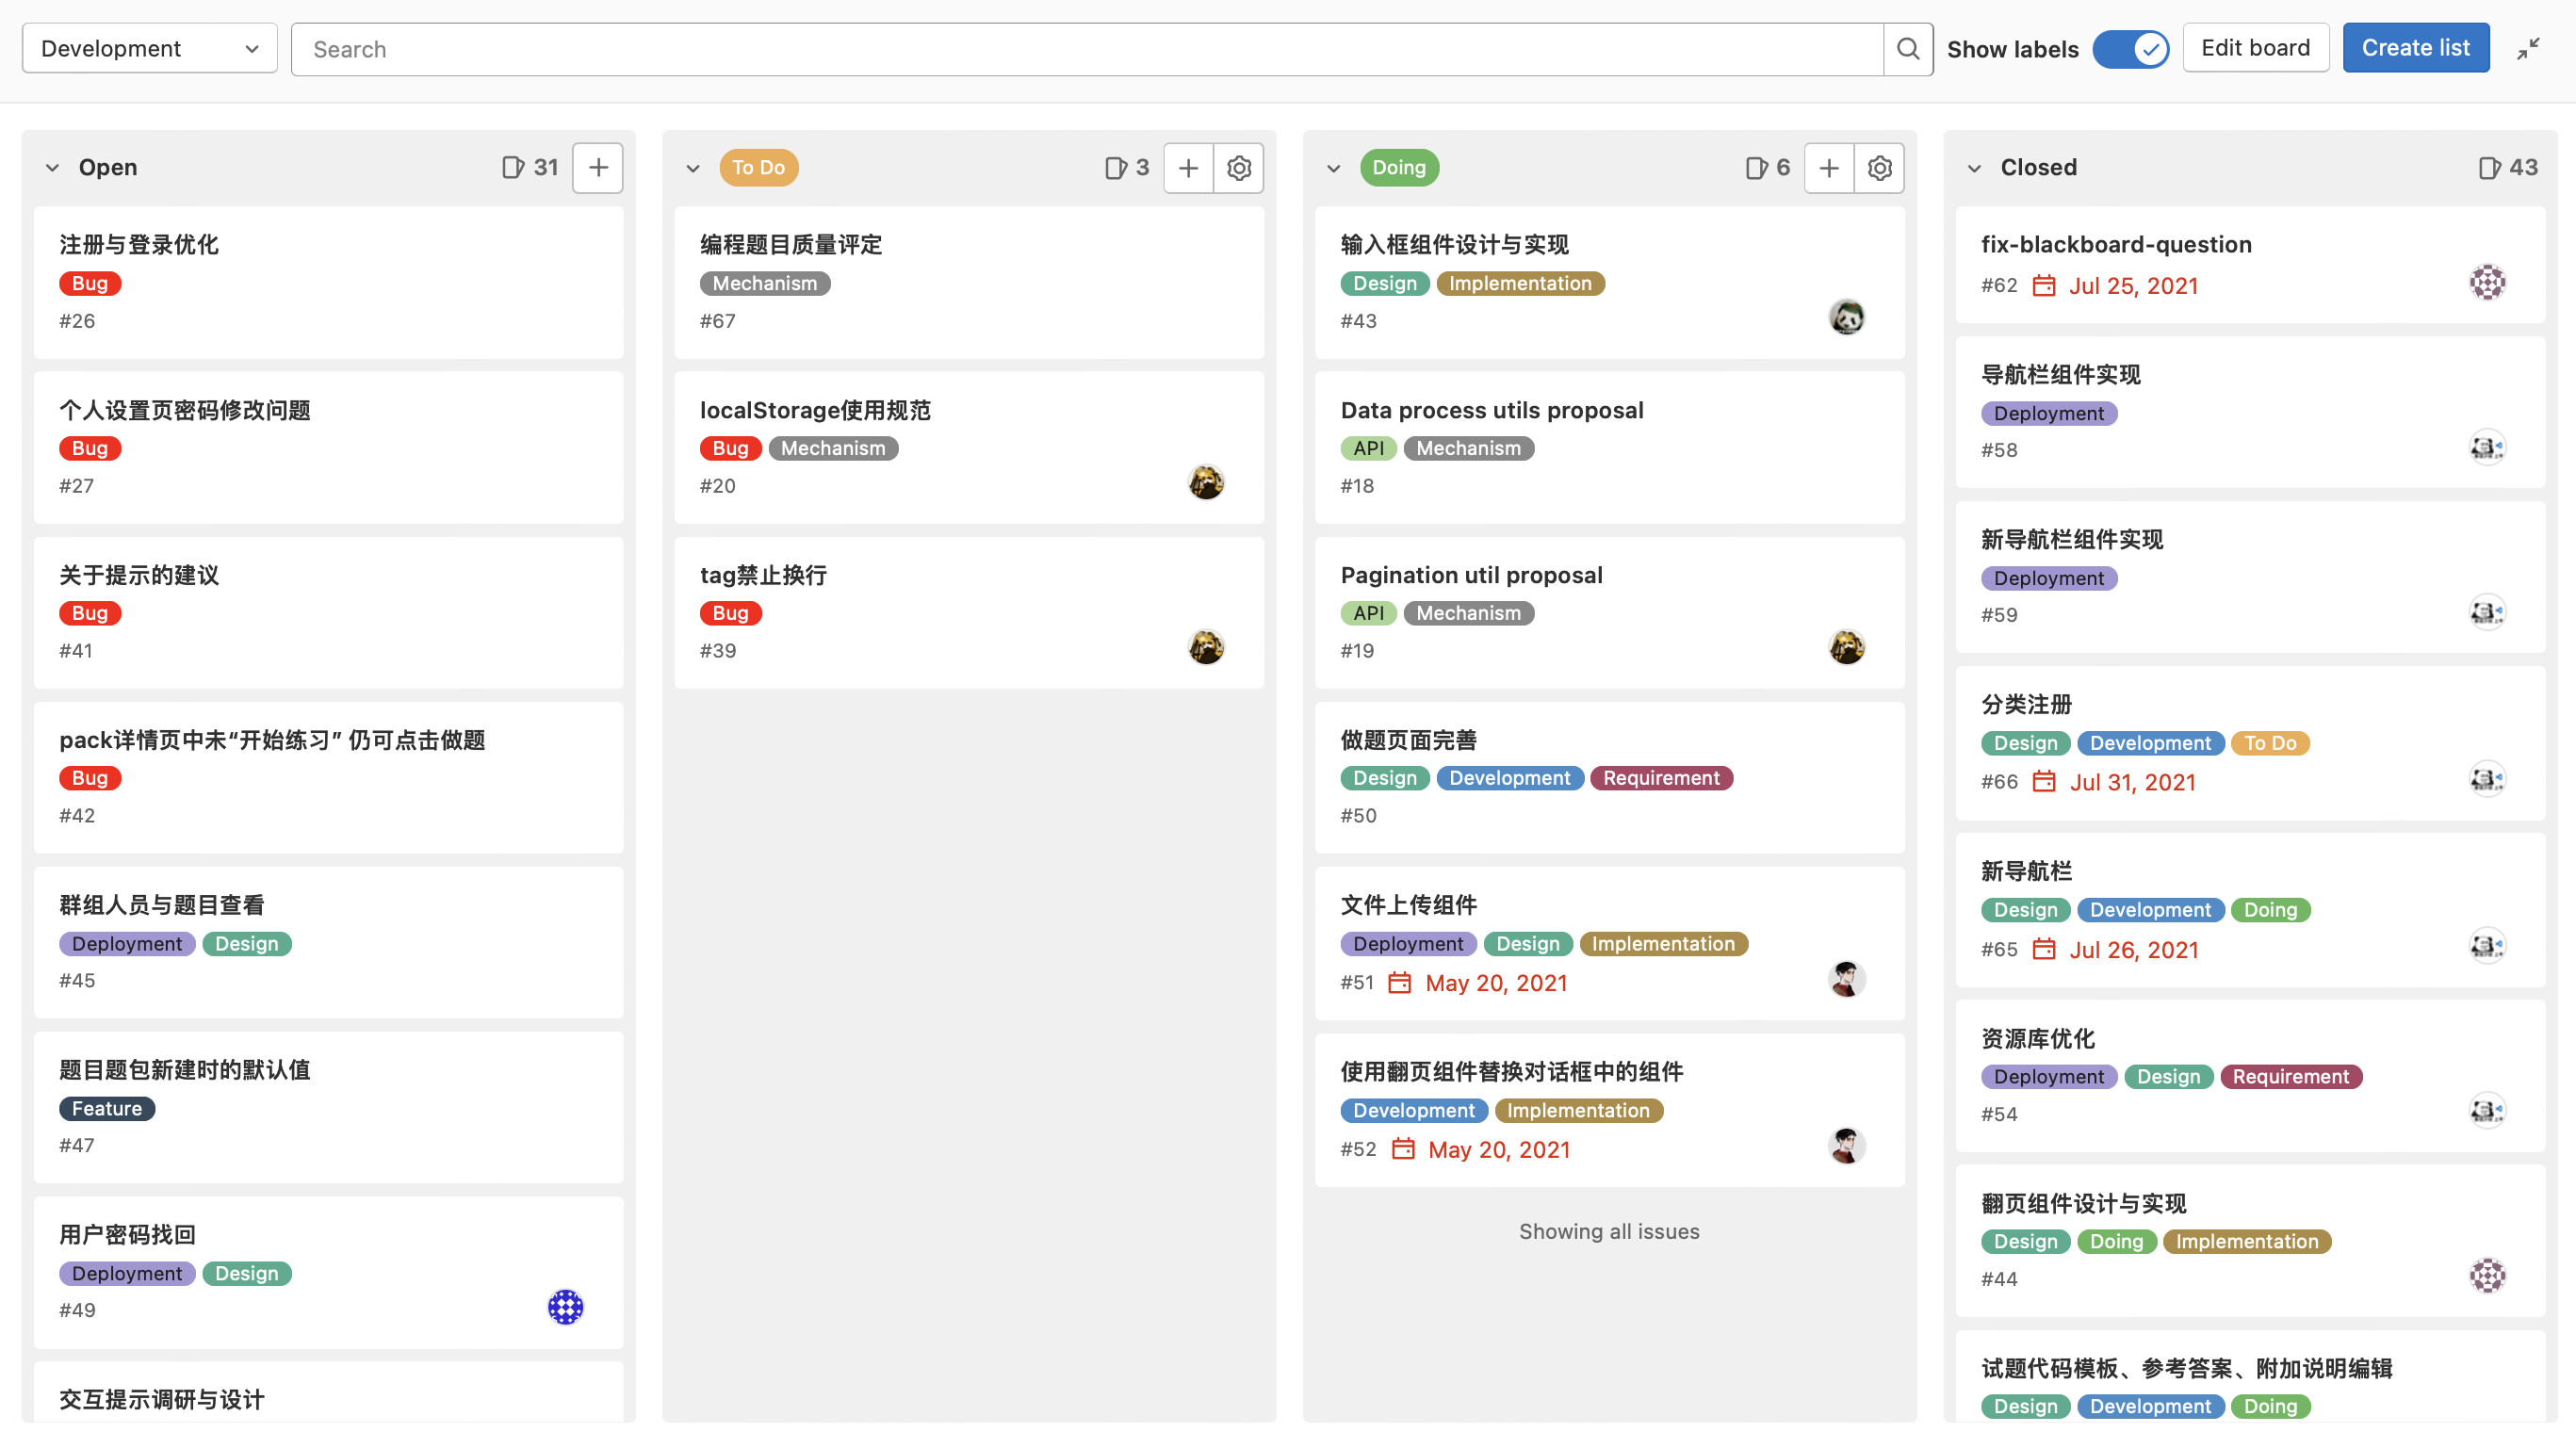 Development
Search
Show labels
Edit board
Create list
Open
31
注册与登录优化
Bug
#26
个人设置页密码修改问题
Bug
#27
关于提示的建议
Bug
#41
pack详情页中未“开始练习” 仍可点击做题
Bug
#42
群组人员与题目查看
Deployment Design
#45
题目题包新建时的默认值
Feature
#47
用户密码找回
Deployment Design
#49
交互提示调研与设计
To Do
3
编程题目质量评定
Mechanism
#67
localStorage使用规范
Bug Mechanism
#20
tag禁止换行
Bug
#39
Doing
6
输入框组件设计与实现
Design Implementation
#43
Data process utils proposal
API Mechanism
#18
Pagination util proposal
API Mechanism
#19
做题页面完善
Design Development Requirement
#50
文件上传组件
Deployment Design Implementation
#51 May 20, 2021
使用翻页组件替换对话框中的组件
Development Implementation
#52 May 20, 2021
Showing all issues
Closed
43
fix-blackboard-question
#62 Jul 25, 2021
导航栏组件实现
Deployment
#58
新导航栏组件实现
Deployment
#59
分类注册
Design Development To Do
#66 Jul 31, 2021
新导航栏
Design Development Doing
#65 Jul 26, 2021
资源库优化
Deployment Design Requirement
#54
翻页组件设计与实现
Design Doing Implementation
#44
试题代码模板、参考答案、附加说明编辑
Design Development Doing